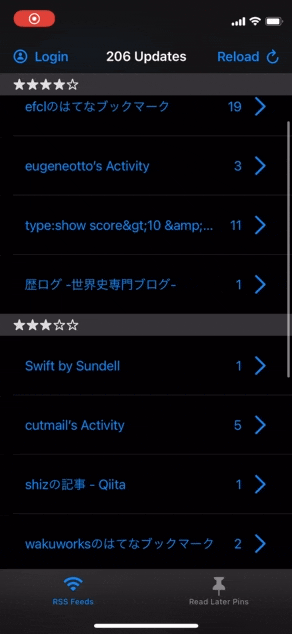 Login
206 Updates
Reload
★★★★☆
efclのはてなブックマーク 19
eugeneotto's Activity 3
type:show score&gt;10 &amp;... 11
歴ログ -世界史専門ブログ- 1
★★★☆☆
Swift by Sundell 1
cutmail's Activity 5
shizの記事 - Qiita 1
wakuworksのはてなブックマーク 2
RSS Feeds
Read Later Pins